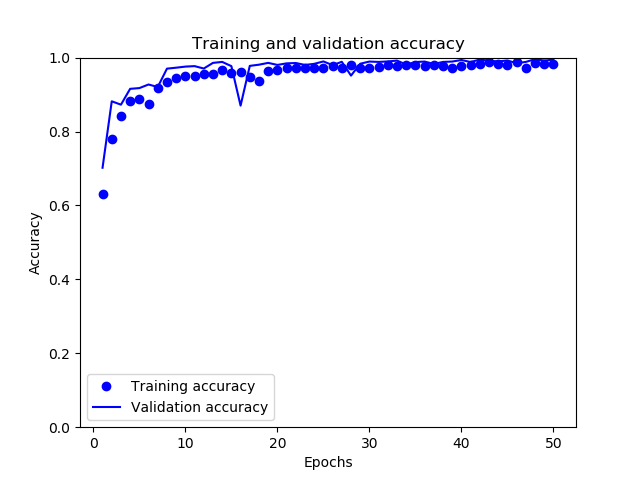 Training and validation accuracy
1.0
0.8
0.6
0.4
0.2
0.0
Accuracy
Training accuracy
Validation accuracy
0 10 20 30 40 50
Epochs